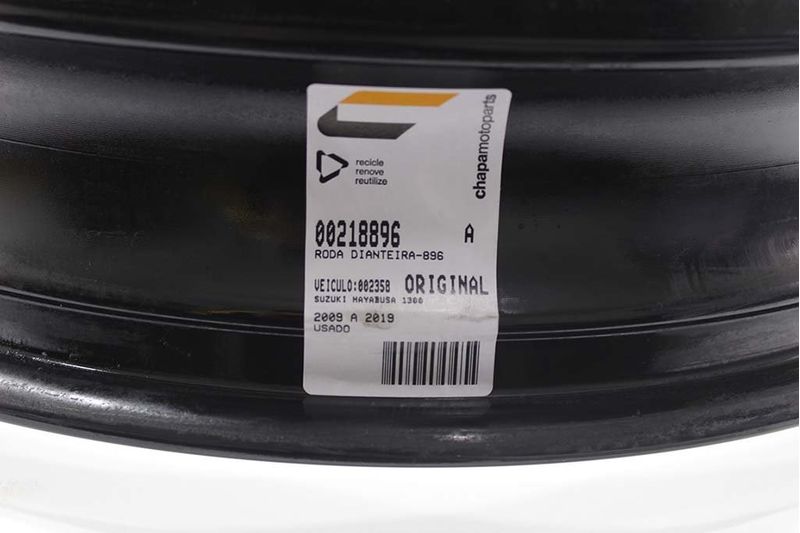 recicle
renove
reutilize
chapamotoparts
00218896 A
RODA DIANTEIRA-896
VEICULO:002358 ORIGINAL
SUZUKI HAYABUSA 1300
2009 A 2019
USADO